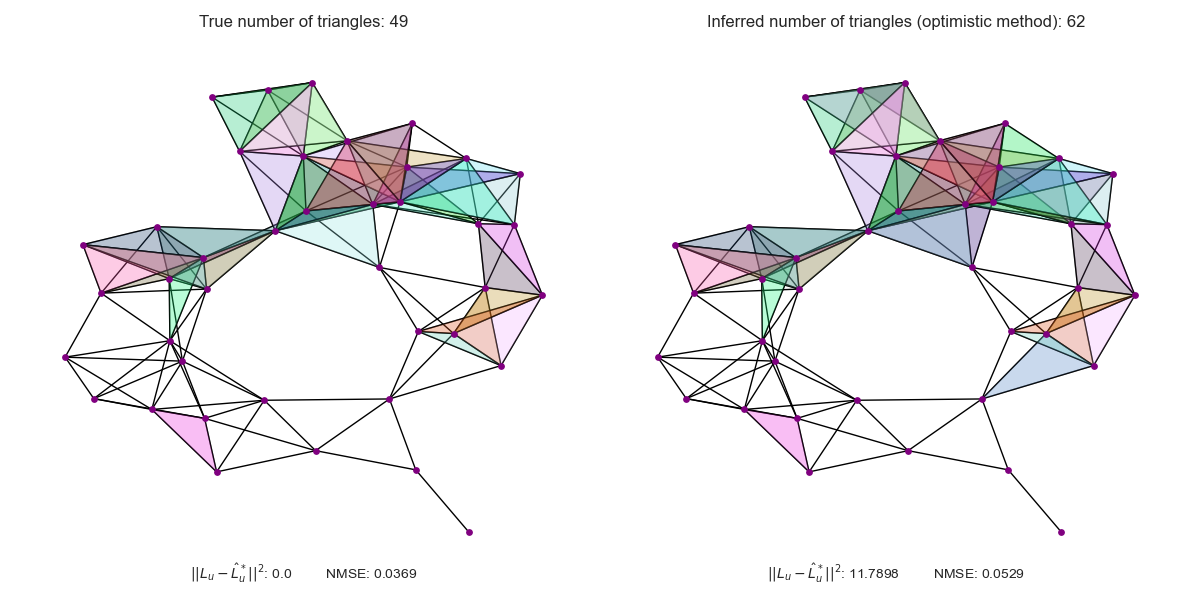 True number of triangles: 49
Inferred number of triangles (optimistic method): 62
$||L_u - \hat{L}_u^*||^2$: 0.0 NMSE: 0.0369
$||L_u - \hat{L}_u^*||^2$: 11.7898 NMSE: 0.0529